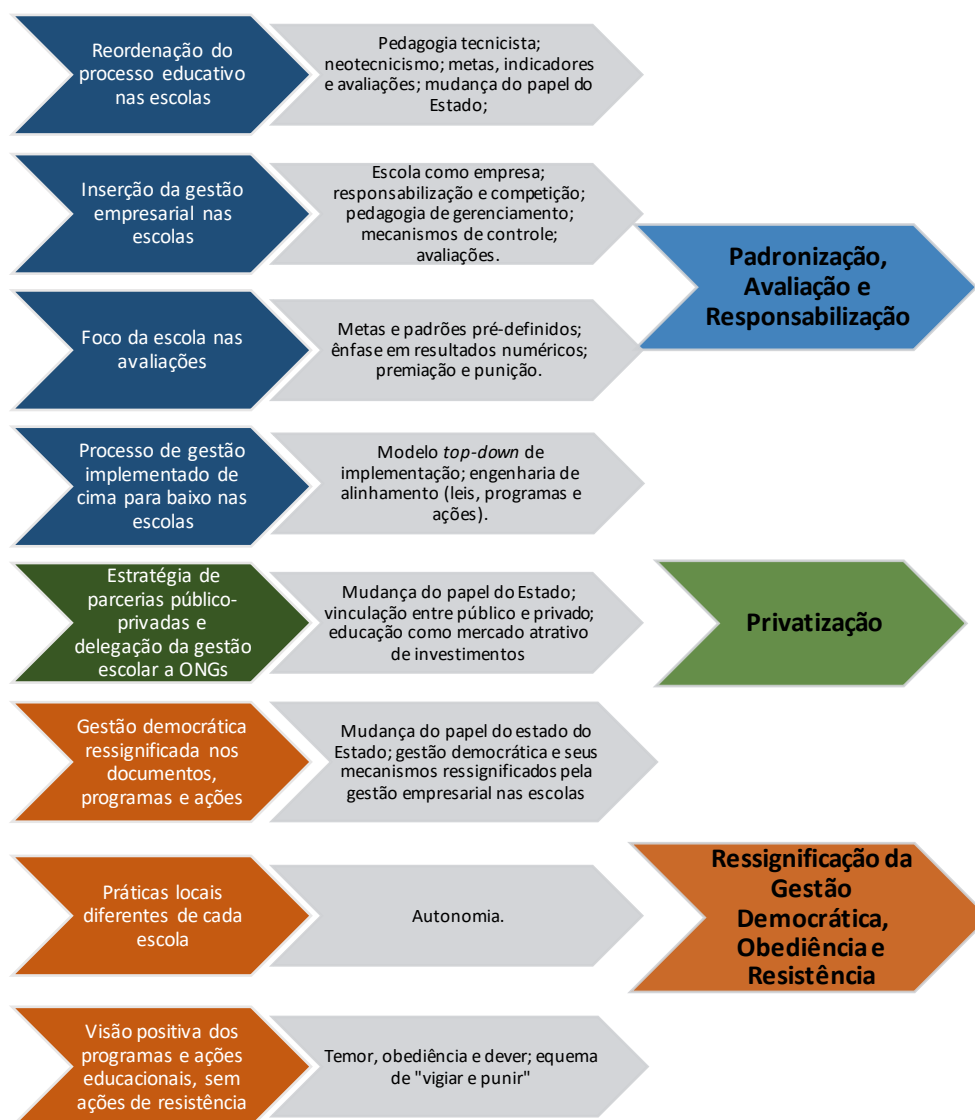 Reordenação do
processo educativo
nas escolas
Pedagogia tecnicista;
neotecnicismo; metas, indicadores
e avaliações; mudança do papel do
Estado;
Inserção da gestão
empresarial nas
escolas
Escola como empresa;
responsabilização e competição;
pedagogia de gerenciamento;
mecanismos de controle;
avaliações.
Padronização,
Avaliação e
Responsabilização
Foco da escola nas
avaliações
Metas e padrões pré-definidos;
ênfase em resultados numéricos;
premiação e punição.
Processo de gestão
implementado de
cima para baixo nas
escolas
Modelo top-down de
implementação; engenharia de
alinhamento (leis, programas e
ações).
Estratégia de
parcerias público-
privadas e
delegação da gestão
escolar a ONGs
Mudança do papel do Estado;
vinculação entre público e privado;
educação como mercado atrativo
de investimentos
Privatização
Gestão democrática
ressignificada nos
documentos,
programas e ações
Mudança do papel do estado do
Estado; gestão democrática e seus
mecanismos ressignificados pela
gestão empresarial nas escolas
Práticas locais
diferentes de cada
escola
Autonomia.
Ressignificação da
Gestão
Democrática,
Obediência e
Resistência
Visão positiva dos
programas e ações
educacionais, sem
ações de resistência
Temor, obediência e dever; equema
de "vigiar e punir"